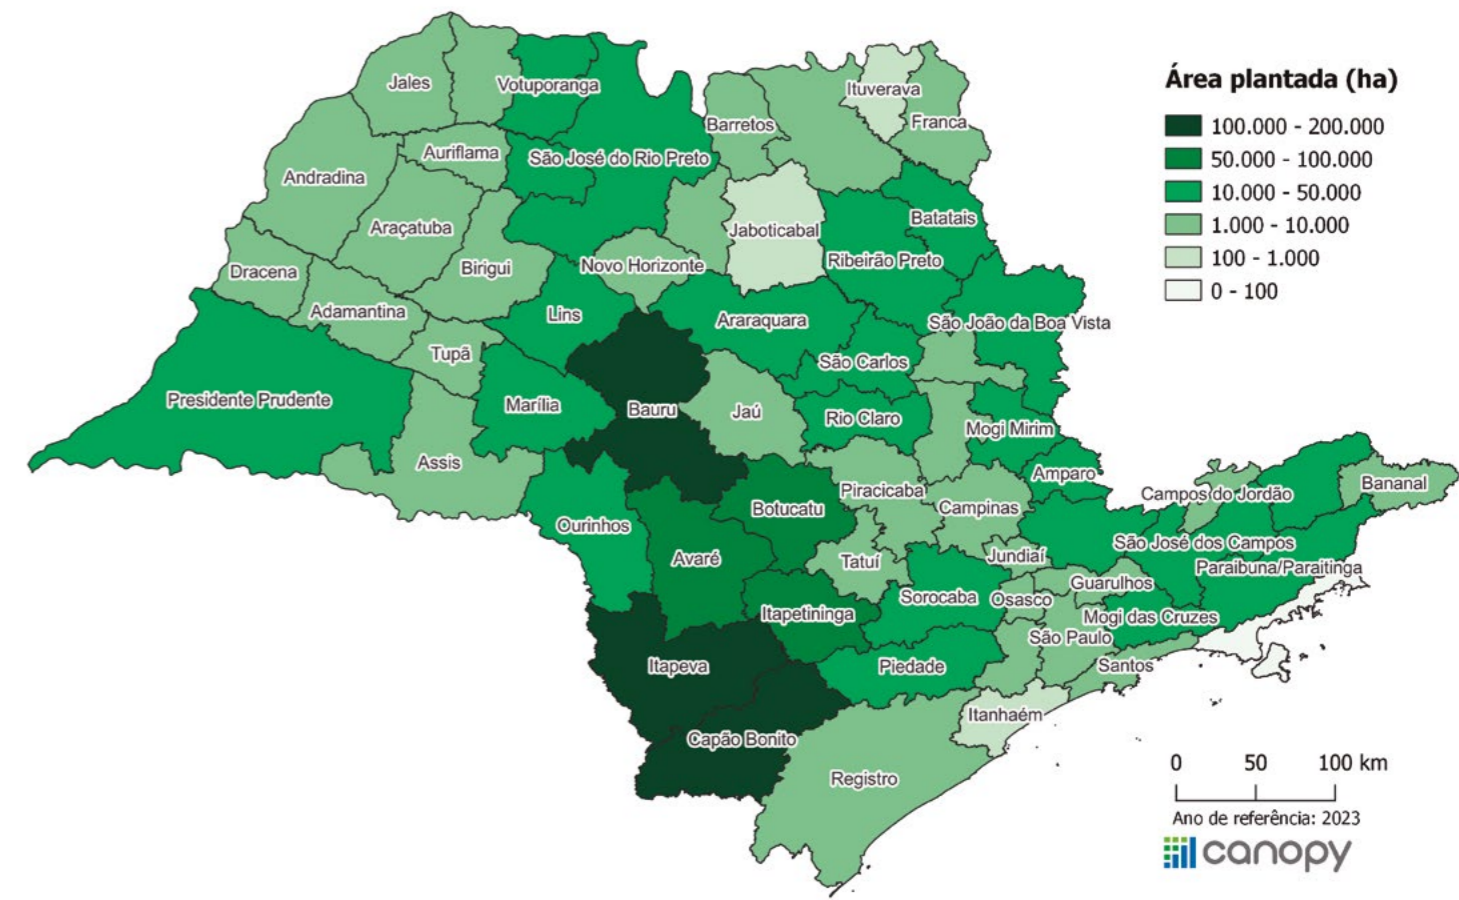 Jales
Votuporanga
Ituverava
Barretos
Franca
Auriflama
São José do Rio Preto
Andradina
Araçatuba
Jaboticabal
Batatais
Dracena
Birigui
Novo Horizonte
Ribeirão Preto
Adamantina
Lins
Araraquara
São João da Boa Vista
Tupã
São Carlos
Presidente Prudente
Marília
Bauru
Jaú
Rio Claro
Mogi Mirim
Assis
Amparo
Piracicaba
Campos do Jordão
Bananal
Ourinhos
Botucatu
Campinas
São José dos Campos
Avaré
Tatuí
Jundiaí
Paraibuna/Paraitinga
Guarulhos
Sorocaba
Osasco
Itapetininga
Mogi das Cruzes
São Paulo
Itapeva
Piedade
Santos
Itanhaém
Capão Bonito
Registro
Área plantada (ha)
100.000 - 200.000
50.000 - 100.000
10.000 - 50.000
1.000 - 10.000
100 - 1.000
0 - 100
0 50 100 km
Ano de referência: 2023
canopy